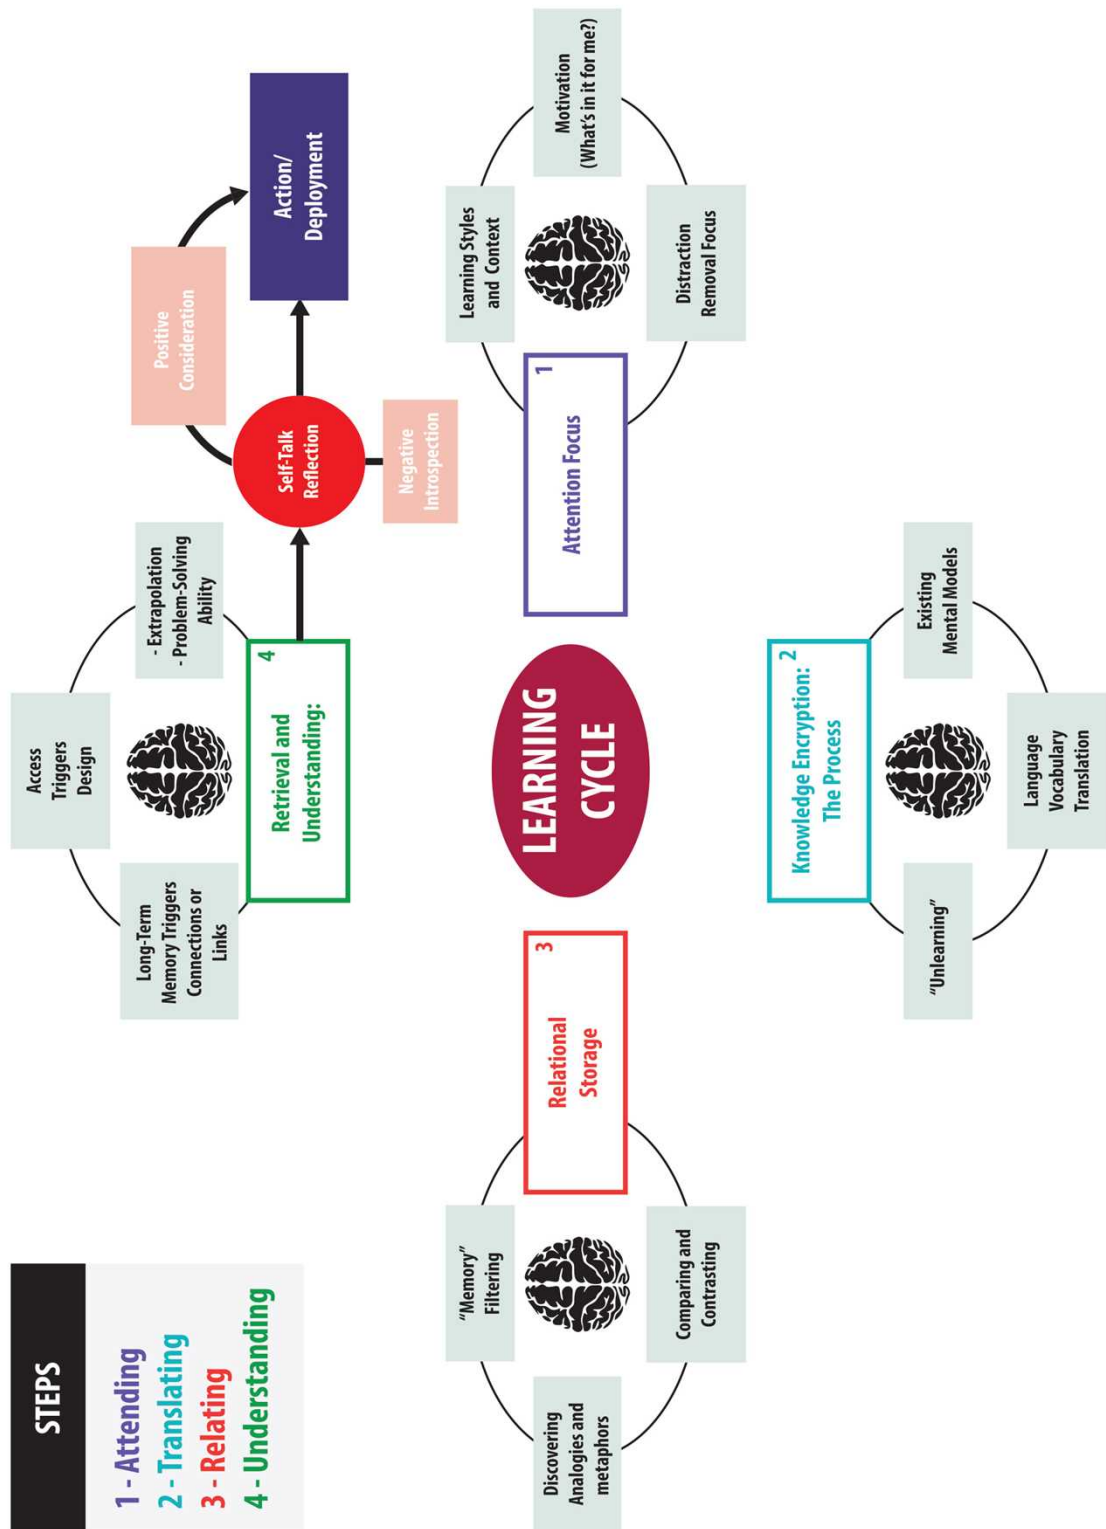 STEPS
1 - Attending
2 - Translating
3 - Relating
4 - Understanding
Access
Triggers
Design
Long-Term
Memory Triggers
Connections or
Links
- Extrapolation
- Problem-Solving
Ability
4
Retrieval and
Understanding:
Positive
Consideration
Self-Talk
Reflection
Negative
Introspection
Action/
Deployment
"Memory"
Filtering
Discovering
Analogies and
metaphors
Comparing and
Contrasting
3
Relational
Storage
LEARNING
CYCLE
1
Attention Focus
Learning Styles
and Context
Motivation
(What's in it for me?)
Distraction
Removal Focus
2
Knowledge Encryption:
The Process
"Unlearning"
Existing
Mental Models
Language
Vocabulary
Translation